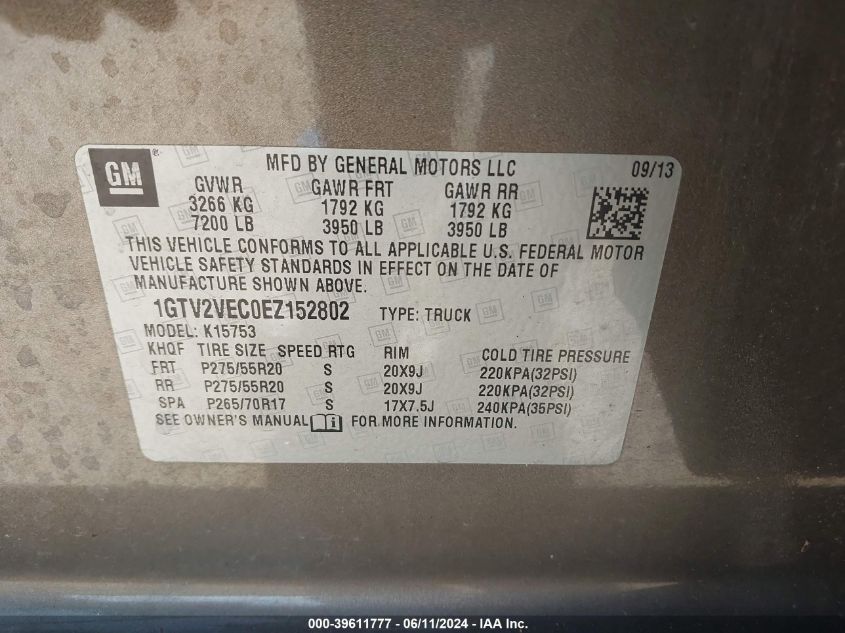 GM
MFD BY GENERAL MOTORS LLC 09/13
GVWR GAWR FRT GAWR RR
3266 KG 1792 KG 1792 KG
7200 LB 3950 LB 3950 LB
THIS VEHICLE CONFORMS TO ALL APPLICABLE U.S. FEDERAL MOTOR
VEHICLE SAFETY STANDARDS IN EFFECT ON THE DATE OF
MANUFACTURE SHOWN ABOVE.
1GTV2VEC0EZ152802 TYPE: TRUCK
MODEL: K15753
KHQF TIRE SIZE SPEED RTG RIM COLD TIRE PRESSURE
FRT P275/55R20 S 20X9J 220KPA(32PSI)
RR P275/55R20 S 20X9J 220KPA(32PSI)
SPA P265/70R17 S 17X7.5J 240KPA(35PSI)
SEE OWNER'S MANUAL FOR MORE INFORMATION.
000-39611777 - 06/11/2024 - IAA Inc.